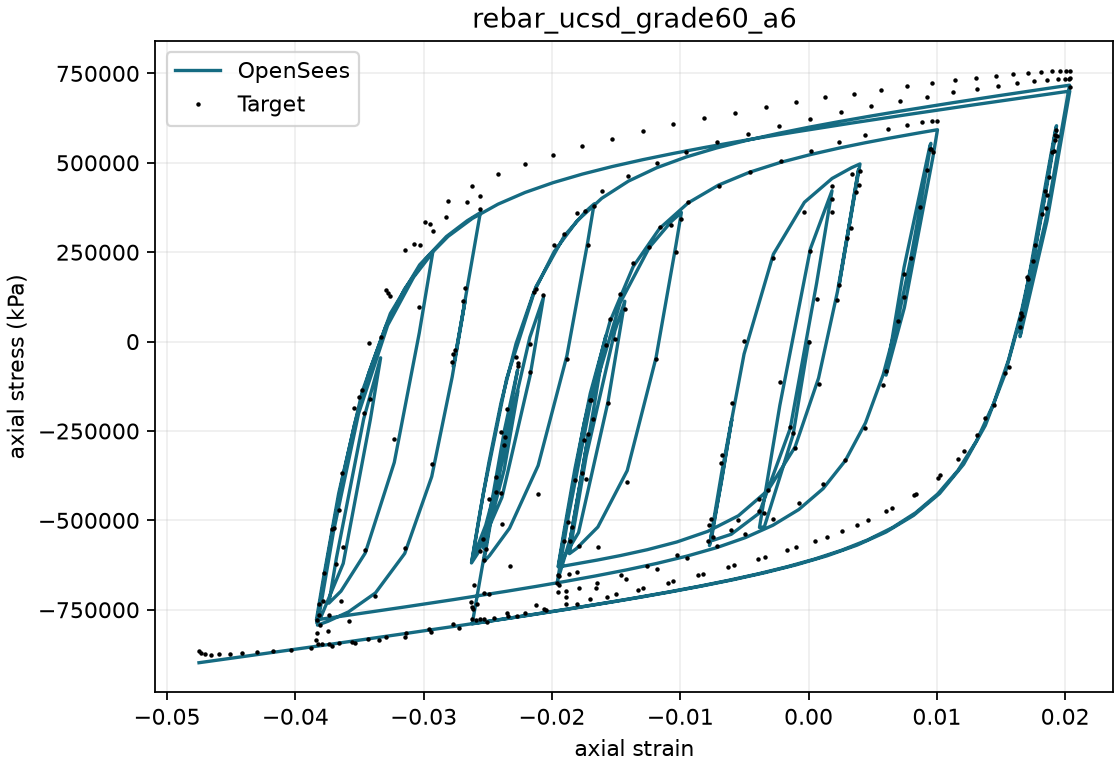 rebar_ucsd_grade60_a6
OpenSees
Target
750000
500000
250000
0
−250000
−500000
−750000
axial stress (kPa)
−0.05 −0.04 −0.03 −0.02 −0.01 0.00 0.01 0.02
axial strain